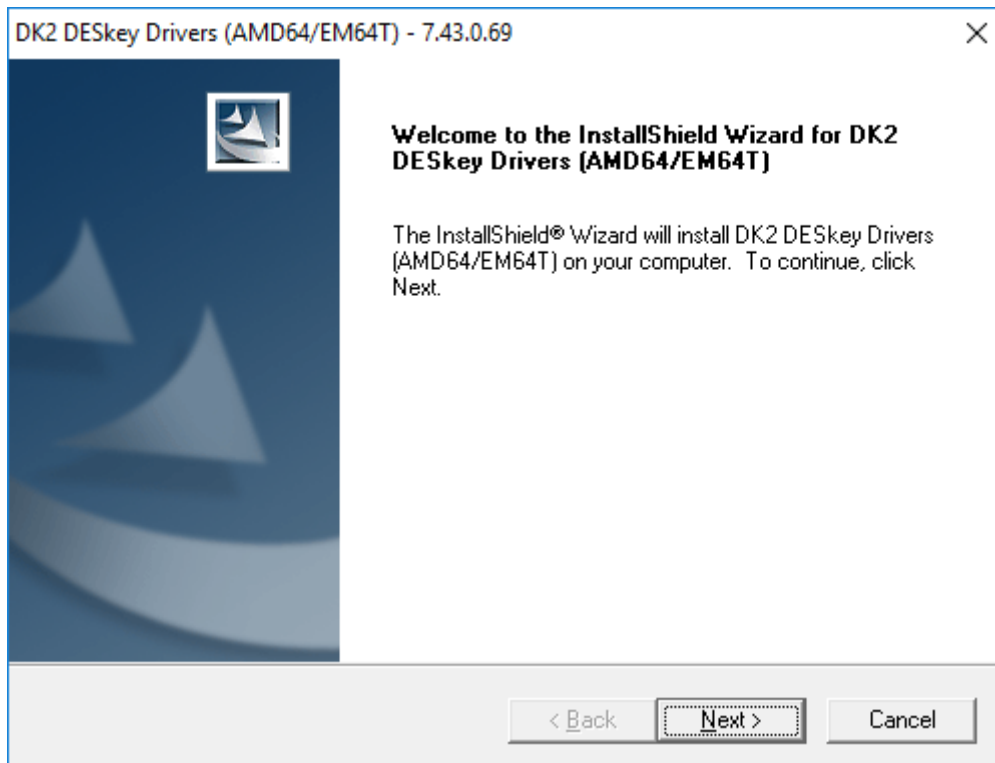 DK2 DESkey Drivers (AMD64/EM64T) - 7.43.0.69
Welcome to the InstallShield Wizard for DK2
DESkey Drivers (AMD64/EM64T)
The InstallShield® Wizard will install DK2 DESkey Drivers
(AMD64/EM64T) on your computer.  To continue, click
Next.
< Back
Next >
Cancel